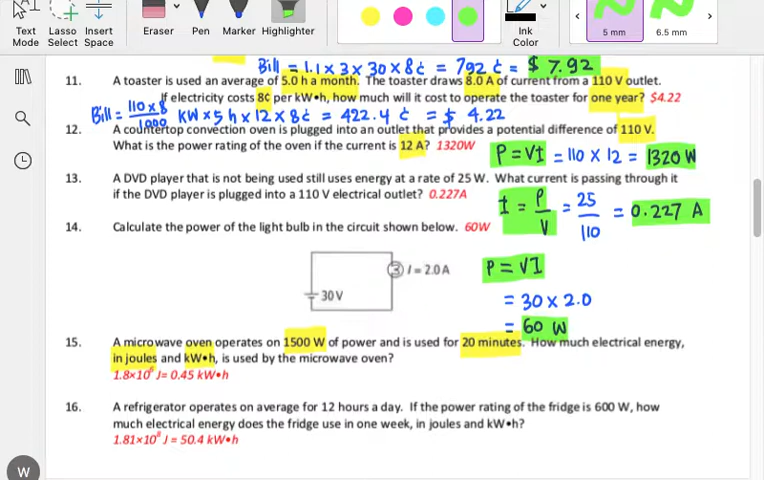 Text Mode
Lasso Select
Insert Space
Eraser
Pen
Marker
Highlighter
Ink Color
5 mm
6.5 mm
Bill = 1.1 × 3 × 30 × 8¢ = 792 ¢ = $ 7.92
11. A toaster is used an average of 5.0 h a month. The toaster draws 8.0 A of current from a 110 V outlet.
If electricity costs 8¢ per kW•h, how much will it cost to operate the toaster for one year? $4.22
Bill = 110 × 8 / 1000 KW × 5 h × 12 × 8¢ = 422.4 ¢ = $ 4.22
12. A countertop convection oven is plugged into an outlet that provides a potential difference of 110 V.
What is the power rating of the oven if the current is 12 A? 1320W
P = VI = 110 × 12 = 1320 W
13. A DVD player that is not being used still uses energy at a rate of 25 W. What current is passing through it
if the DVD player is plugged into a 110 V electrical outlet? 0.227A
I = P / V = 25 / 110 = 0.227 A
14. Calculate the power of the light bulb in the circuit shown below. 60W
I = 2.0 A
30 V
P = VI
= 30 × 2.0
= 60 W
15. A microwave oven operates on 1500 W of power and is used for 20 minutes. How much electrical energy,
in joules and kW•h, is used by the microwave oven?
1.8×10⁶ J= 0.45 kW•h
16. A refrigerator operates on average for 12 hours a day. If the power rating of the fridge is 600 W, how
much electrical energy does the fridge use in one week, in joules and kW•h?
1.81×10⁸ J = 50.4 kW•h
W